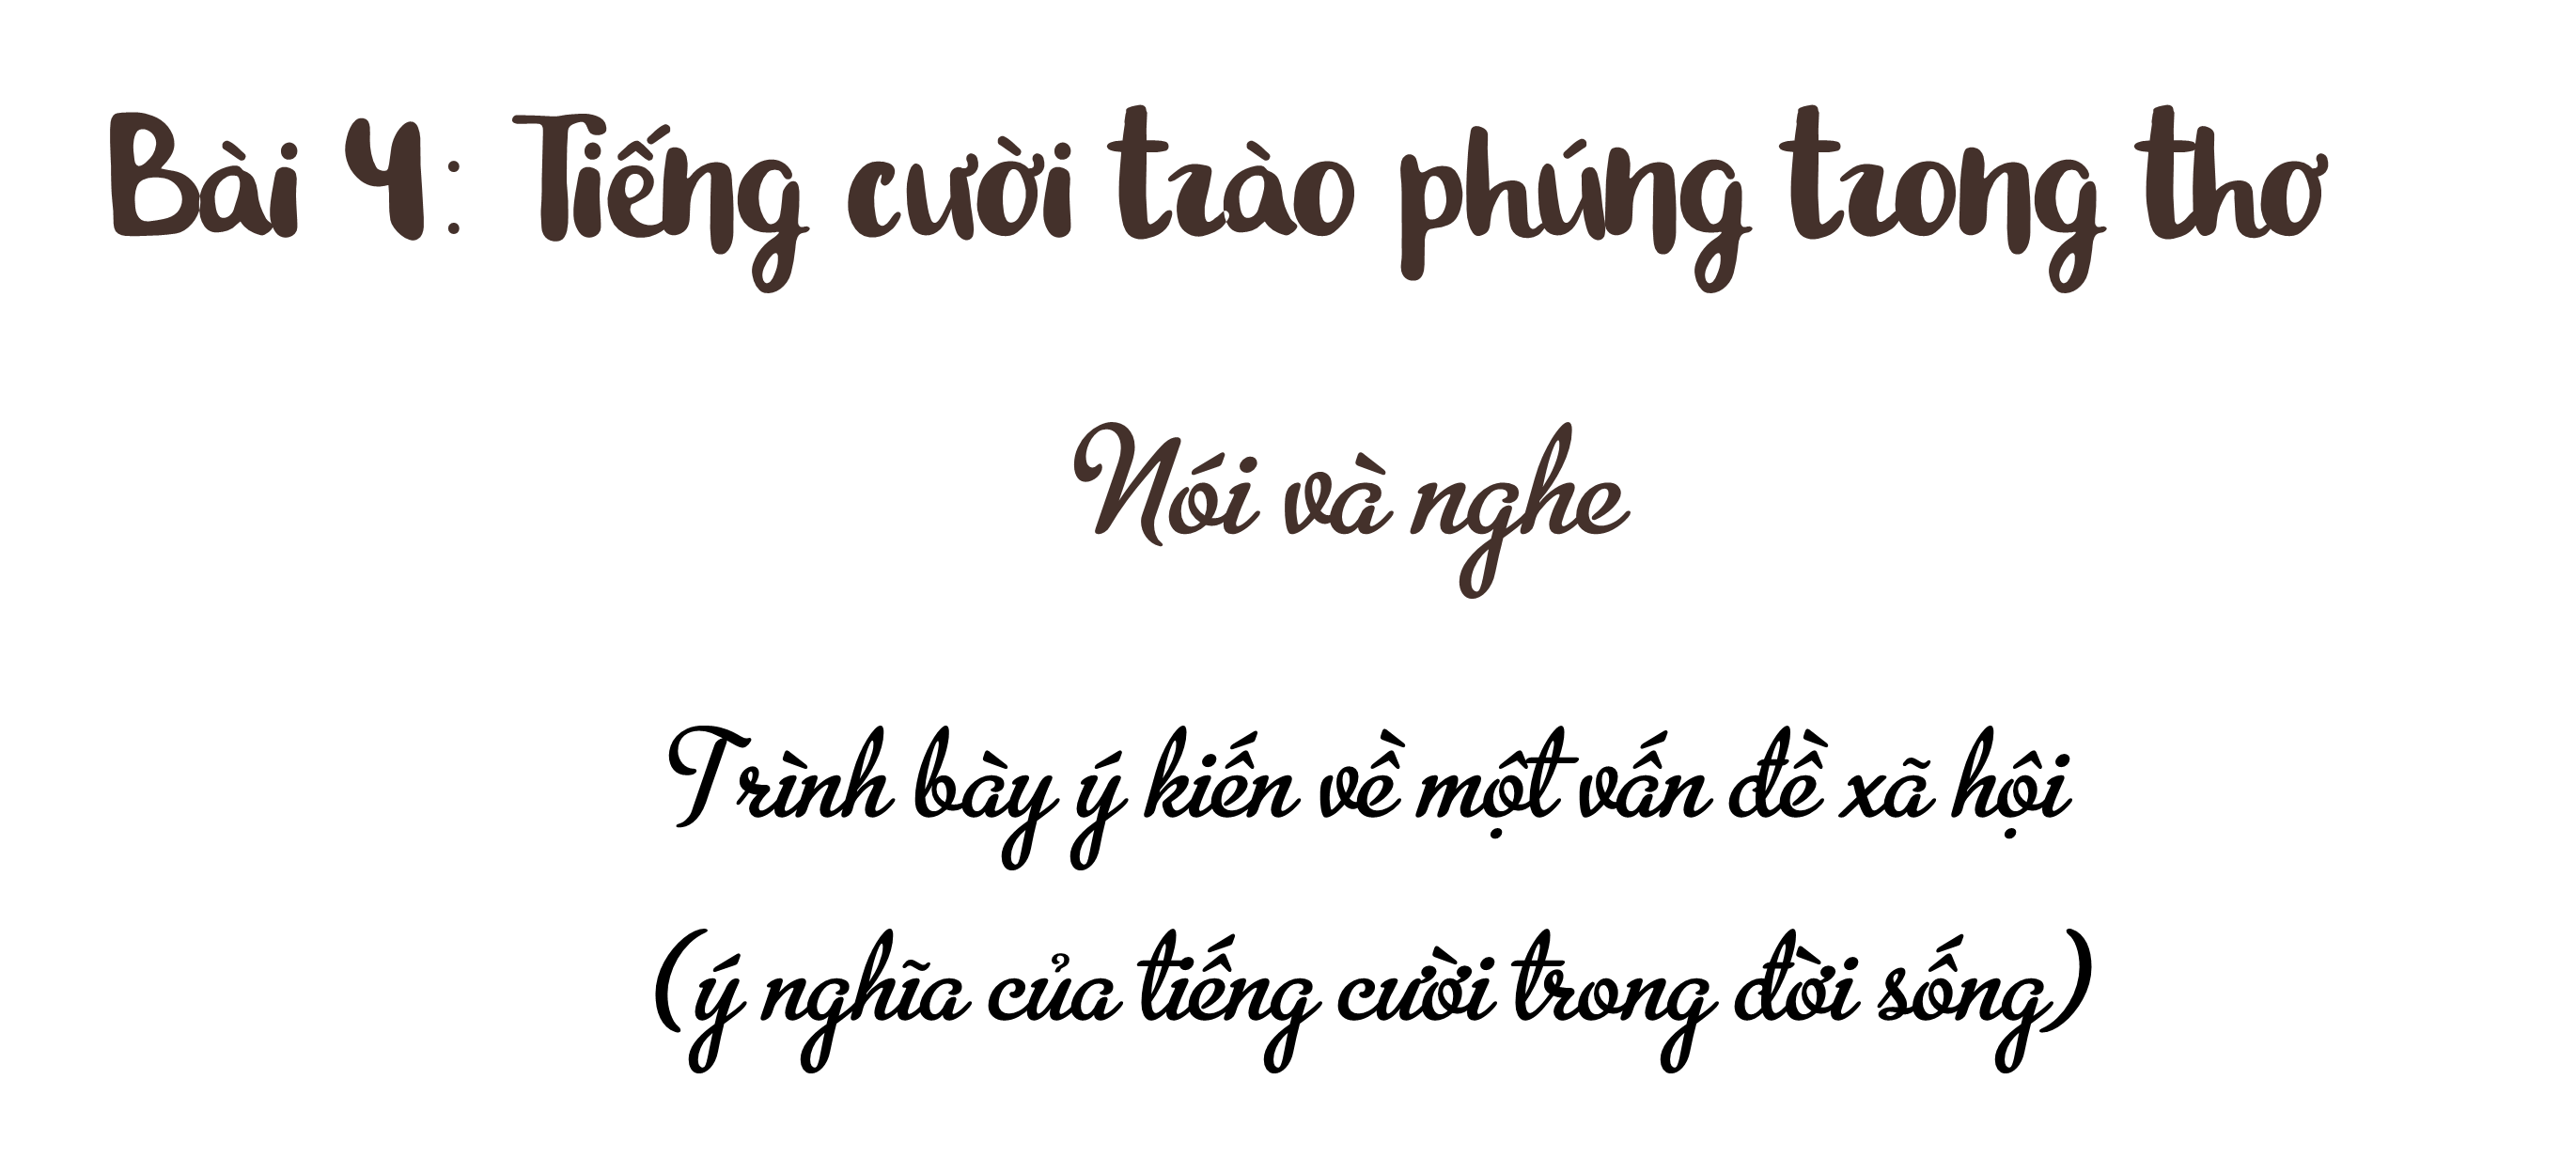 Bài 4: Tiếng cười trào phúng trong thơ
Nói và nghe
Trình bày ý kiến về một vấn đề xã hội
(ý nghĩa của tiếng cười trong đời sống)